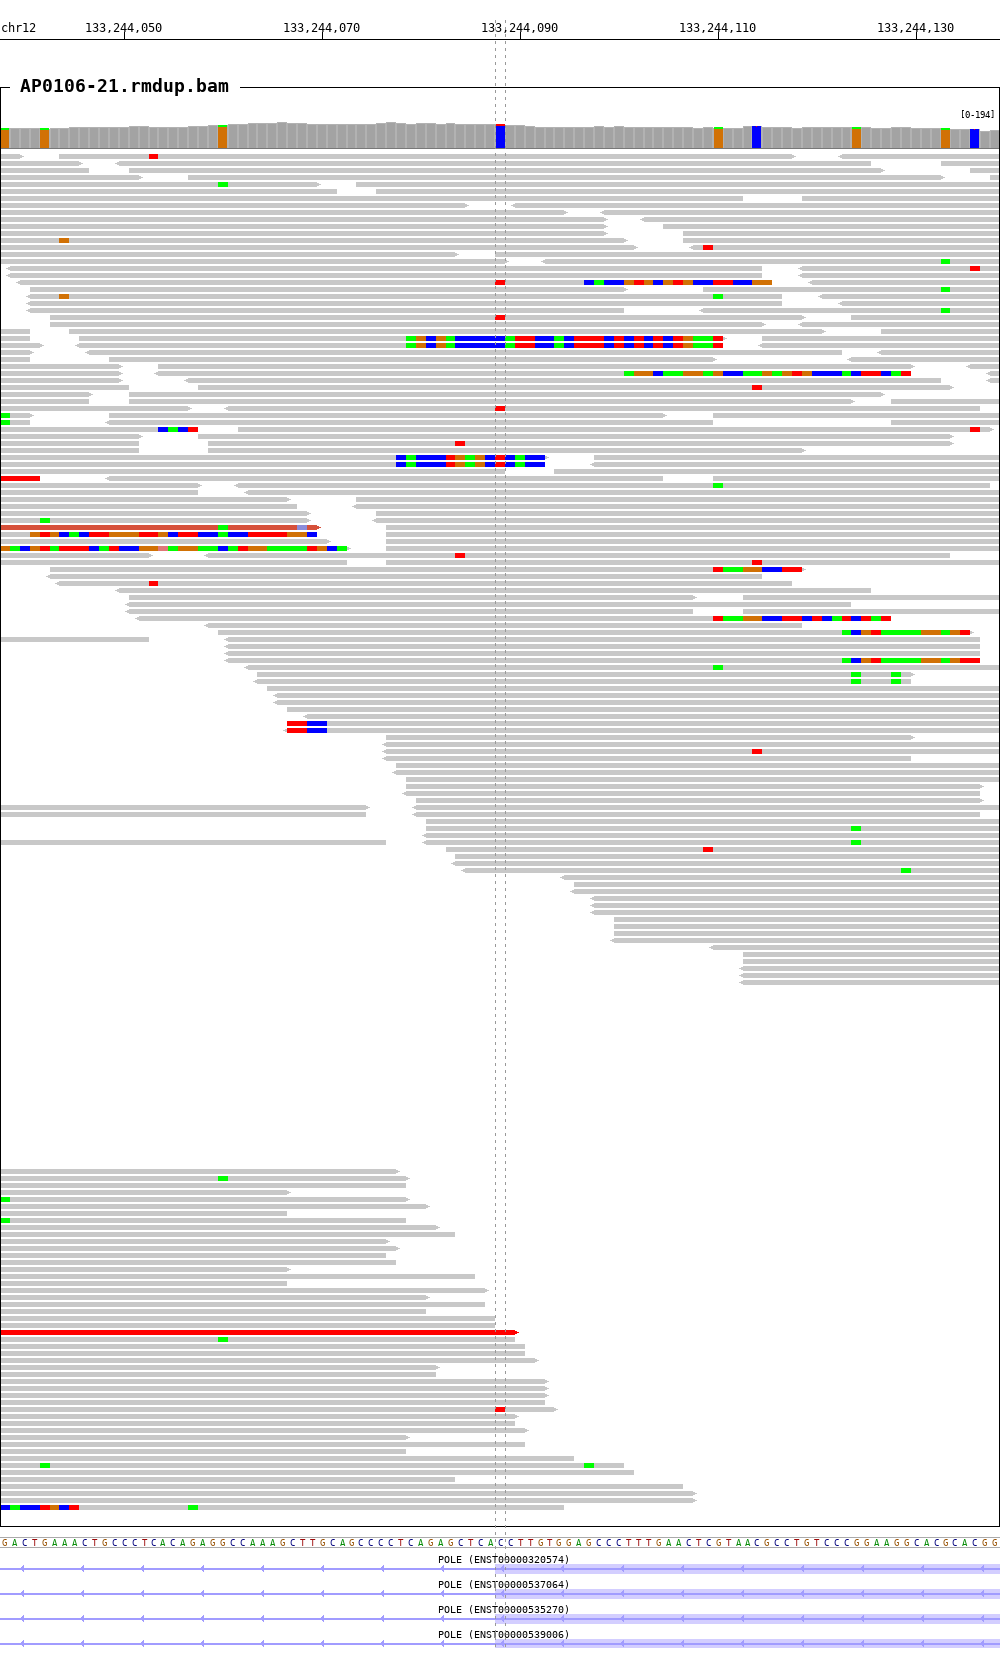 chr12 133,244,050 133,244,070 133,244,090 133,244,110 133,244,130
AP0106-21.rmdup.bam
[0-194]
GACTGAAACTGCCCTCACAGAGGCCAAAGCTTGCAGCCCCTCAGAGCTCACCTTGTGGAGCCCTTTGAACTCGTAACGCCTGTCCCGGAAGGCACGCACGG
POLE (ENST00000320574)
POLE (ENST00000537064)
POLE (ENST00000535270)
POLE (ENST00000539006)